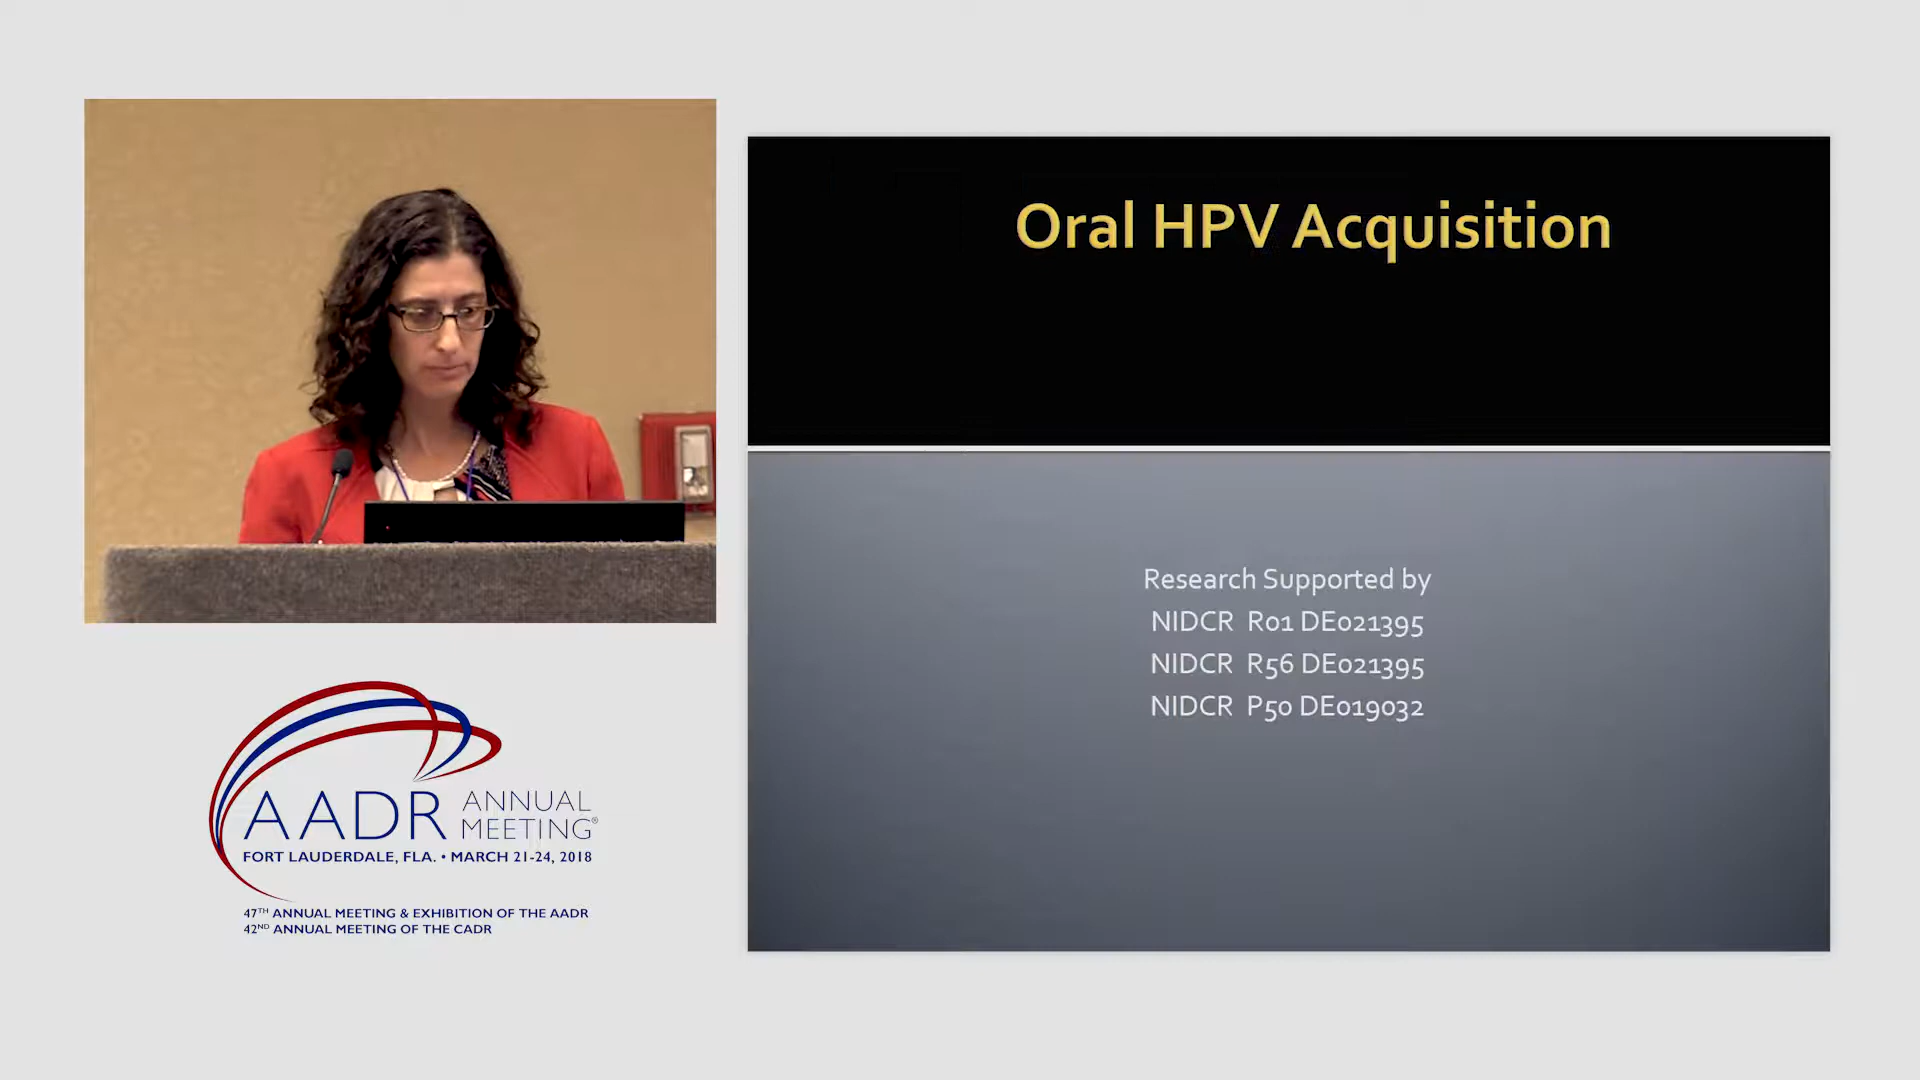 Oral HPV Acquisition
Research Supported by
NIDCR R01 DE021395
NIDCR R56 DE021395
NIDCR P50 DE019032
AADR ANNUAL
MEETING®
FORT LAUDERDALE, FLA. • MARCH 21-24, 2018
47TH ANNUAL MEETING & EXHIBITION OF THE AADR
42ND ANNUAL MEETING OF THE CADR